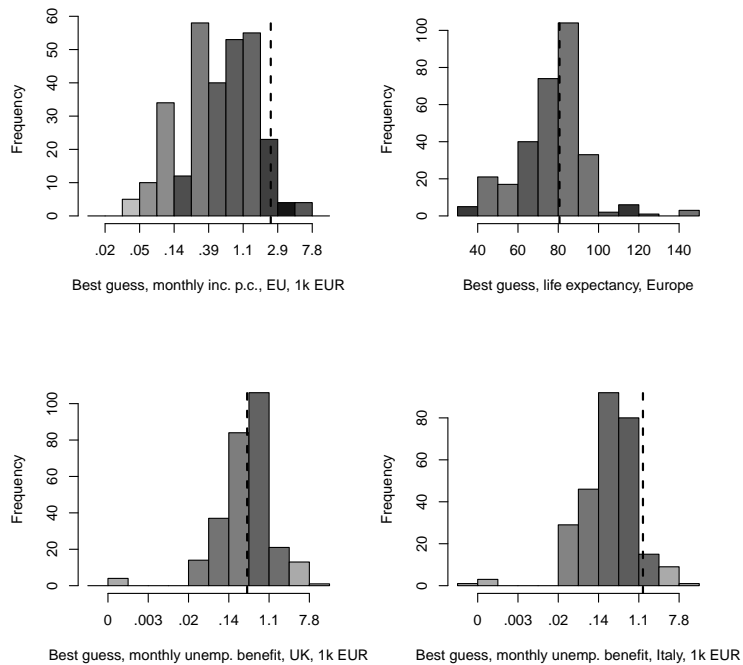 Frequency
0 10 20 30 40 50 60
.02 .05 .14 .39 1.1 2.9 7.8
Best guess, monthly inc. p.c., EU, 1k EUR
Frequency
0 20 40 60 80 100
40 60 80 100 120 140
Best guess, life expectancy, Europe
Frequency
0 20 40 60 80 100
0 .003 .02 .14 1.1 7.8
Best guess, monthly unemp. benefit, UK, 1k EUR
Frequency
0 20 40 60 80
0 .003 .02 .14 1.1 7.8
Best guess, monthly unemp. benefit, Italy, 1k EUR